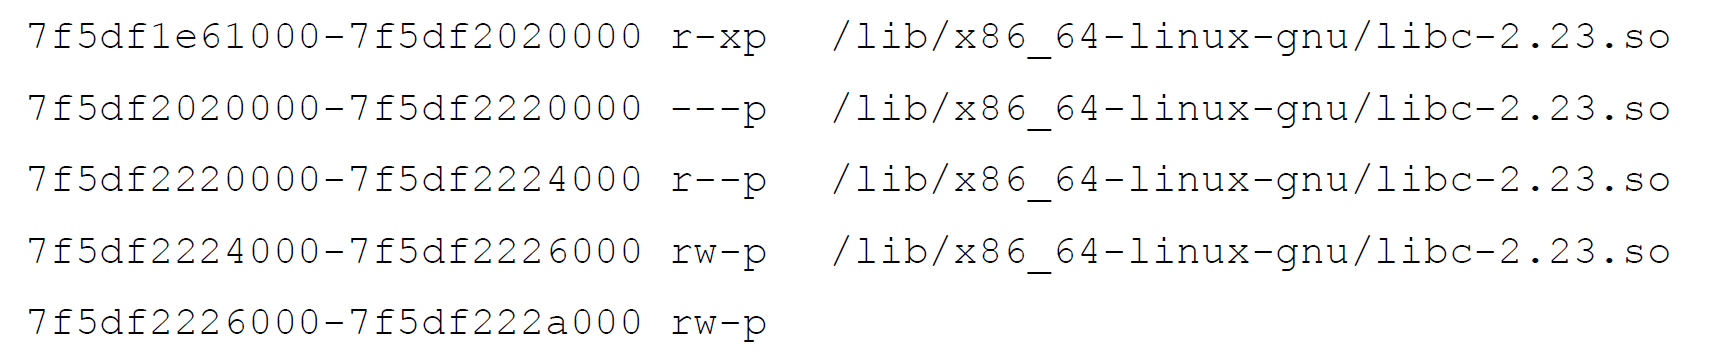 7f5df1e61000-7f5df2020000 r-xp /lib/x86_64-linux-gnu/libc-2.23.so
7f5df2020000-7f5df2220000 ---p /lib/x86_64-linux-gnu/libc-2.23.so
7f5df2220000-7f5df2224000 r--p /lib/x86_64-linux-gnu/libc-2.23.so
7f5df2224000-7f5df2226000 rw-p /lib/x86_64-linux-gnu/libc-2.23.so
7f5df2226000-7f5df222a000 rw-p